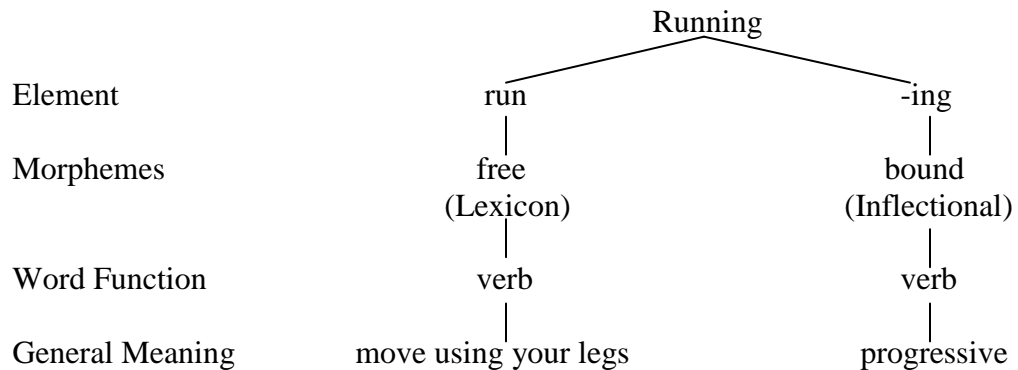 Running
Element run -ing
Morphemes free bound
(Lexicon) (Inflectional)
Word Function verb verb
General Meaning move using your legs progressive